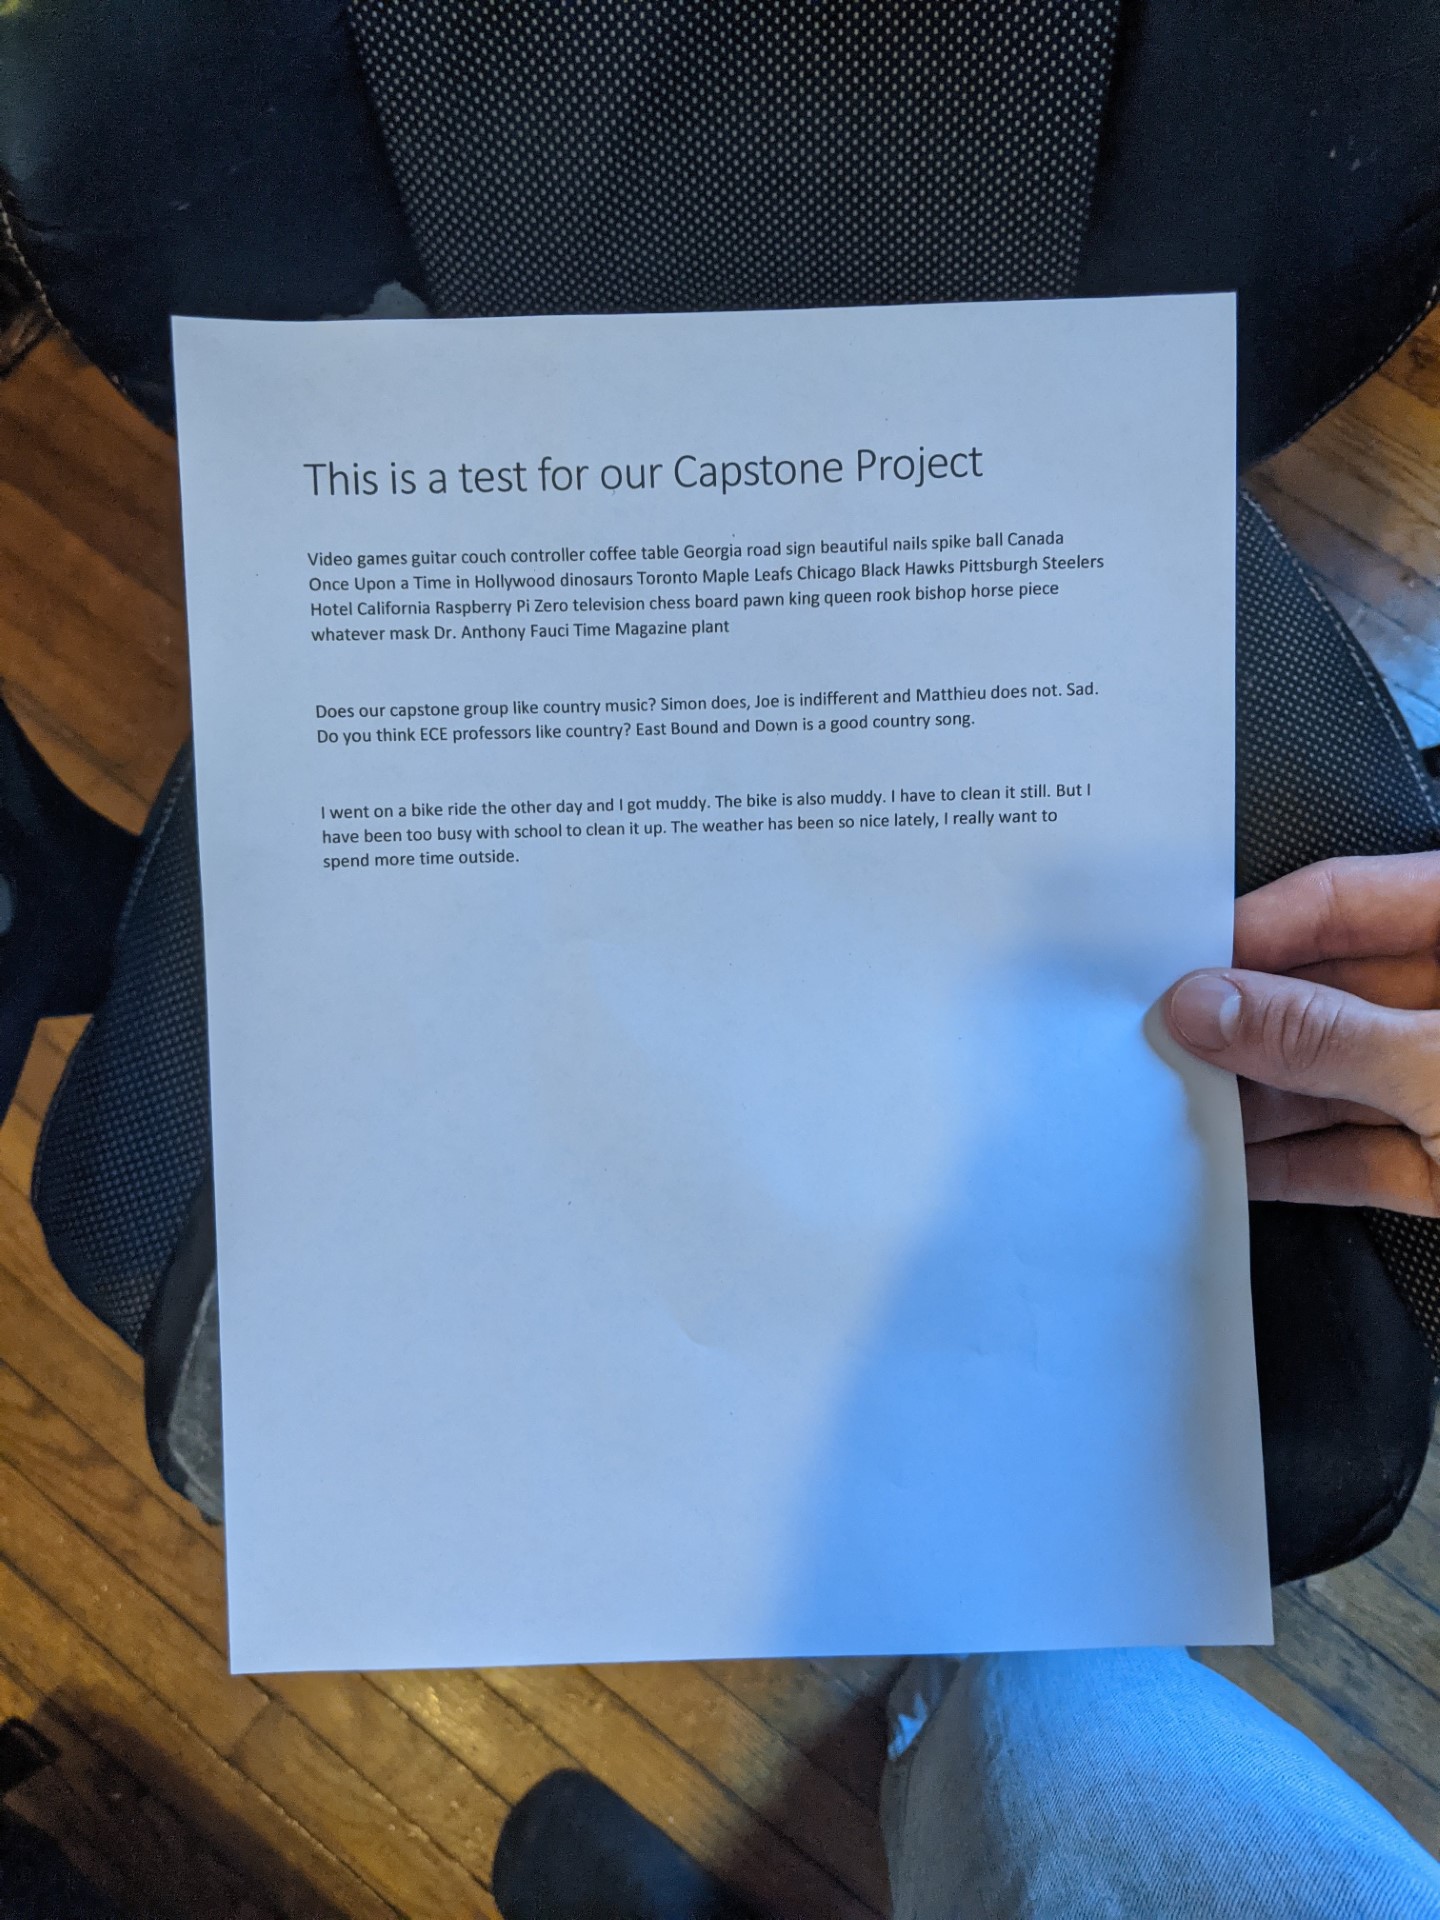 This is a test for our Capstone Project
Video games guitar couch controller coffee table Georgia road sign beautiful nails spike ball Canada
Once Upon a Time in Hollywood dinosaurs Toronto Maple Leafs Chicago Black Hawks Pittsburgh Steelers
Hotel California Raspberry Pi Zero television chess board pawn king queen rook bishop horse piece
whatever mask Dr. Anthony Fauci Time Magazine plant
Does our capstone group like country music? Simon does, Joe is indifferent and Matthieu does not. Sad.
Do you think ECE professors like country? East Bound and Down is a good country song.
I went on a bike ride the other day and I got muddy. The bike is also muddy. I have to clean it still. But I
have been too busy with school to clean it up. The weather has been so nice lately, I really want to
spend more time outside.